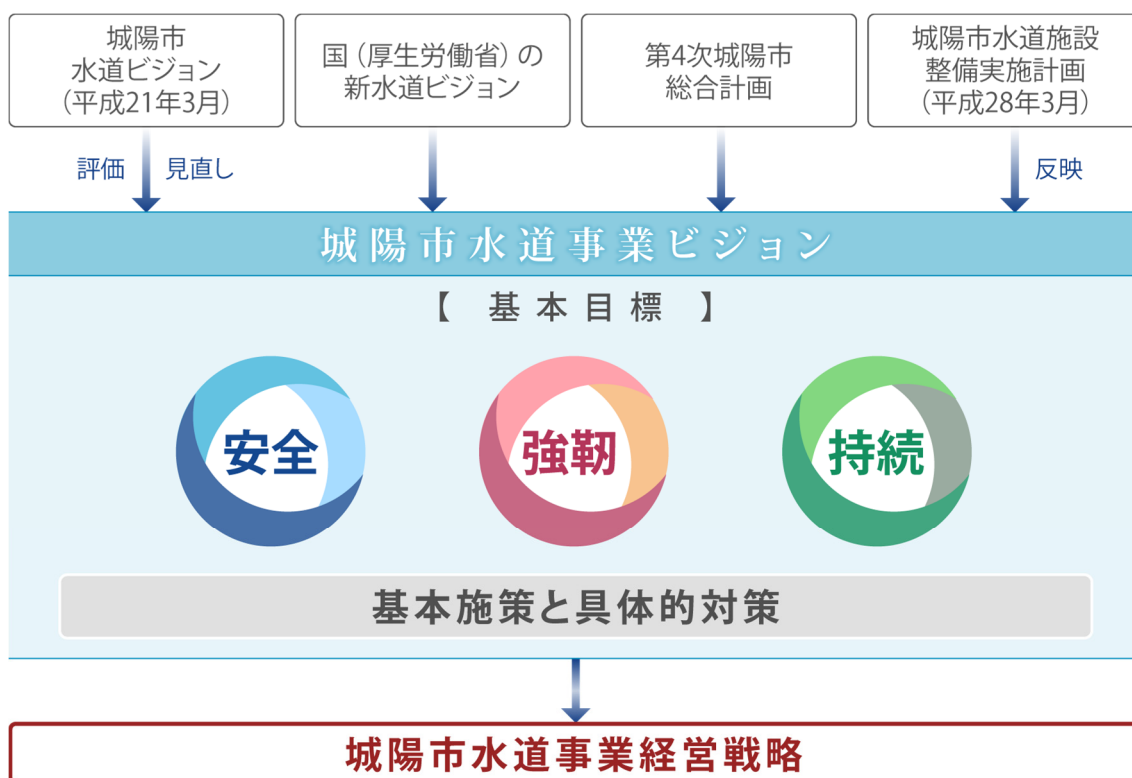 城陽市
水道ビジョン
（平成21年3月）
国（厚生労働省）の
新水道ビジョン
第4次城陽市
総合計画
城陽市水道施設
整備実施計画
（平成28年3月）
評価 見直し
反映
城陽市水道事業ビジョン
【 基本目標 】
安全
強靭
持続
基本施策と具体的対策
城陽市水道事業経営戦略